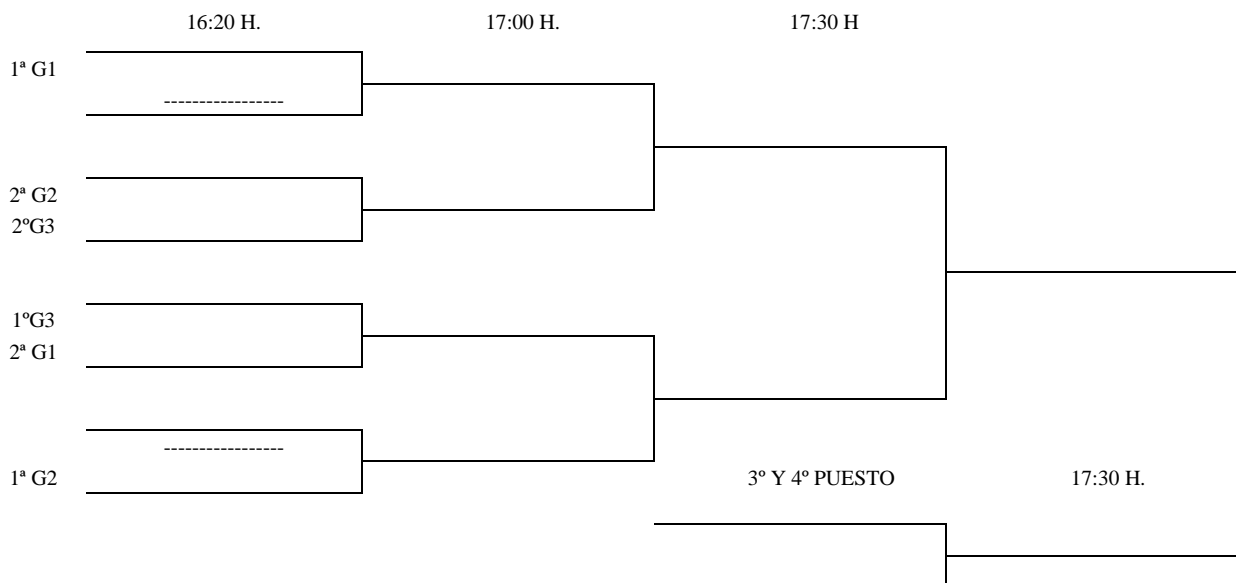 16:20 H. 17:00 H. 17:30 H
1ª G1
-----------------
2ª G2
2ºG3
1ºG3
2ª G1
-----------------
1ª G2 3º Y 4º PUESTO 17:30 H.